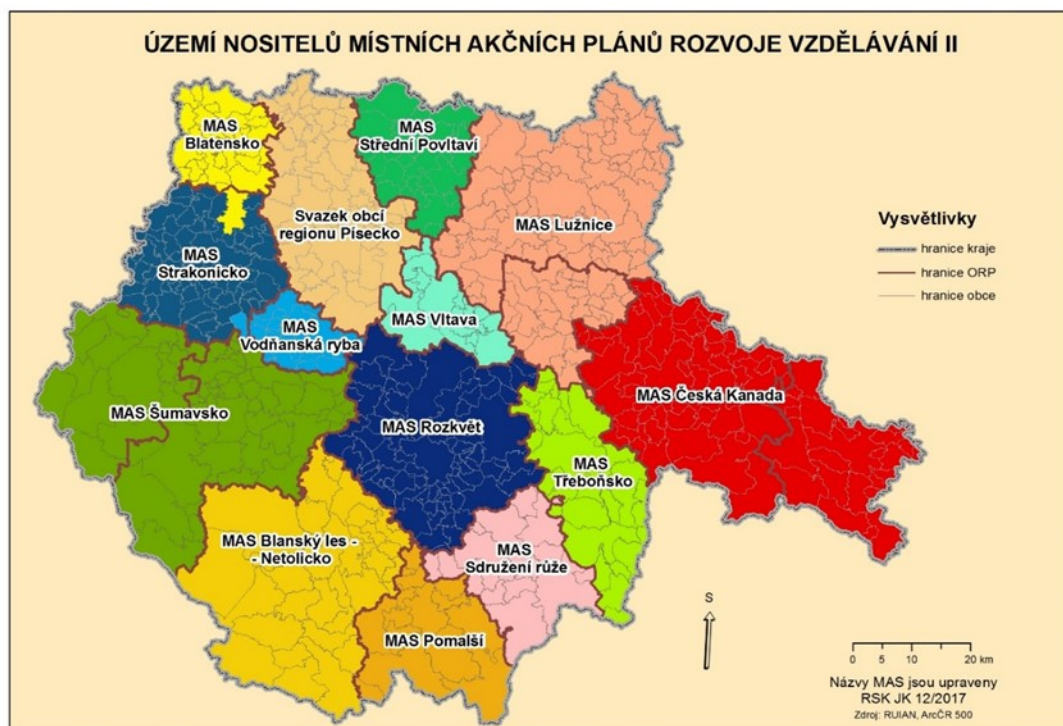 ÚZEMÍ NOSITELŮ MÍSTNÍCH AKČNÍCH PLÁNŮ ROZVOJE VZDĚLÁVÁNÍ II
MAS
Blatensko
MAS
Střední Povltaví
Svazek obcí
regionu Písecko
MAS Lužnice
MAS
Strakonicko
MAS Vltava
MAS
Vodňanská ryba
MAS Šumavsko
MAS Rozkvět
MAS Česká Kanada
MAS
Třeboňsko
MAS Blanský les -
- Netolicko
MAS
Sdružení růže
MAS Pomalší
Vysvětlivky
hranice kraje
hranice ORP
hranice obce
S
0 5 10 20 km
Názvy MAS jsou upraveny
RSK JK 12/2017
Zdroj: RUIAN, ArcČR 500